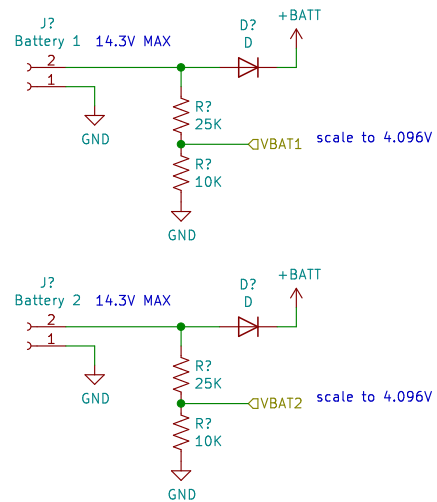 J?
Battery 1 14.3V MAX
D?
D
+BATT
2
1
GND
R?
25K
VBAT1 scale to 4.096V
R?
10K
GND
J?
Battery 2 14.3V MAX
D?
D
+BATT
2
1
GND
R?
25K
VBAT2 scale to 4.096V
R?
10K
GND